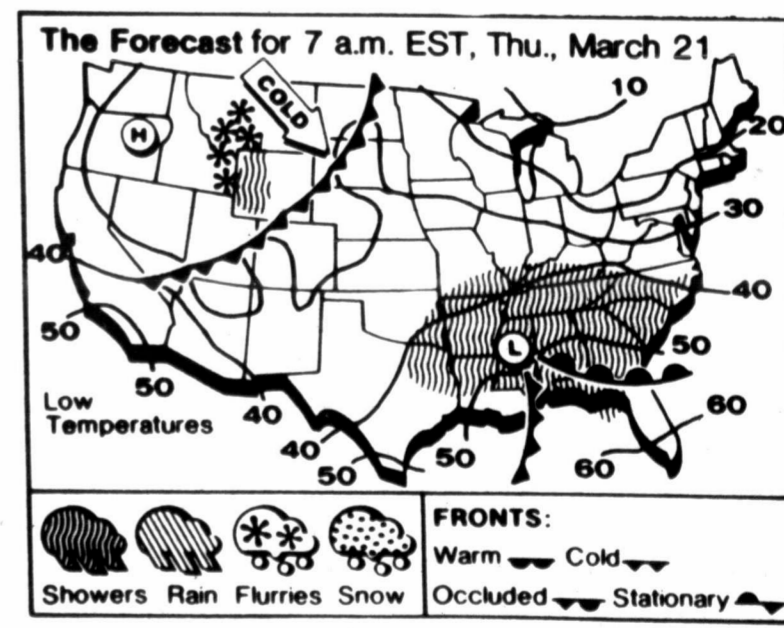 The Forecast for 7 a.m. EST, Thu., March 21
COLD
10
H
20
30
40
40
50
L
50
50
40
60
Low
Temperatures
40
50
50
60
FRONTS:
Warm Cold
Showers Rain Flurries Snow
Occluded Stationary